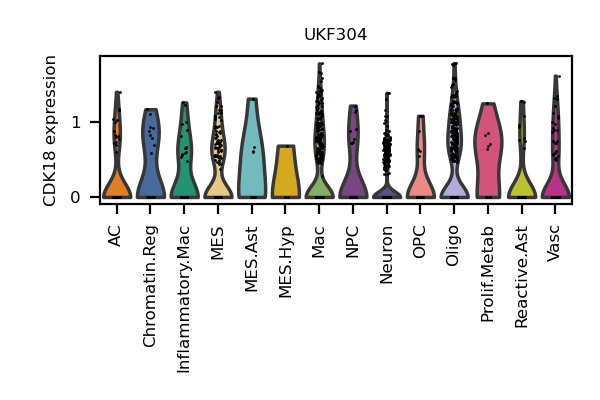 UKF304
CDK18 expression
1
0
AC
Chromatin.Reg
Inflammatory.Mac
MES
MES.Ast
MES.Hyp
Mac
NPC
Neuron
OPC
Oligo
Prolif.Metab
Reactive.Ast
Vasc